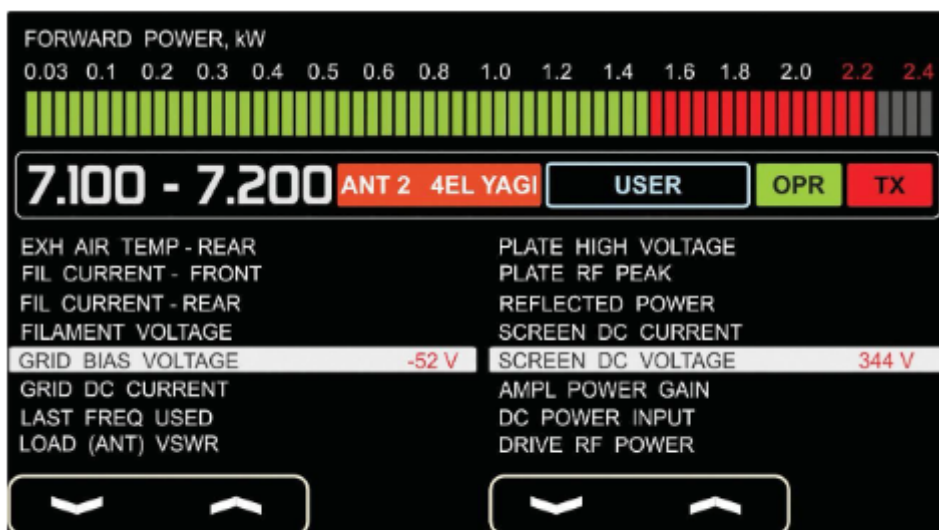 FORWARD POWER, kW
0.03 0.1 0.2 0.3 0.4 0.5 0.6 0.8 1.0 1.2 1.4 1.6 1.8 2.0 2.2 2.4
7.100 - 7.200 ANT 2 4EL YAGI USER OPR TX
EXH AIR TEMP - REAR
FIL CURRENT - FRONT
FIL CURRENT - REAR
FILAMENT VOLTAGE
GRID BIAS VOLTAGE -52 V
GRID DC CURRENT
LAST FREQ USED
LOAD (ANT) VSWR
PLATE HIGH VOLTAGE
PLATE RF PEAK
REFLECTED POWER
SCREEN DC CURRENT
SCREEN DC VOLTAGE 344 V
AMPL POWER GAIN
DC POWER INPUT
DRIVE RF POWER